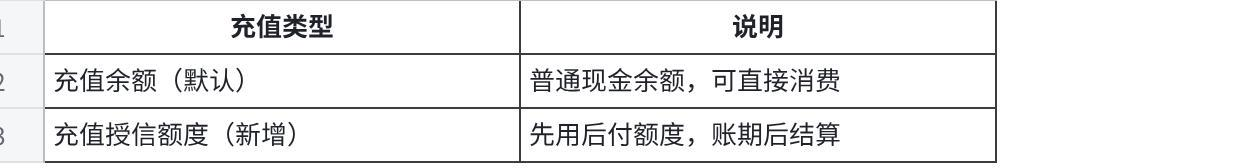 充值类型 说明
2 充值余额（默认） 普通现金余额，可直接消费
充值授信额度（新增） 先用后付额度，账期后结算